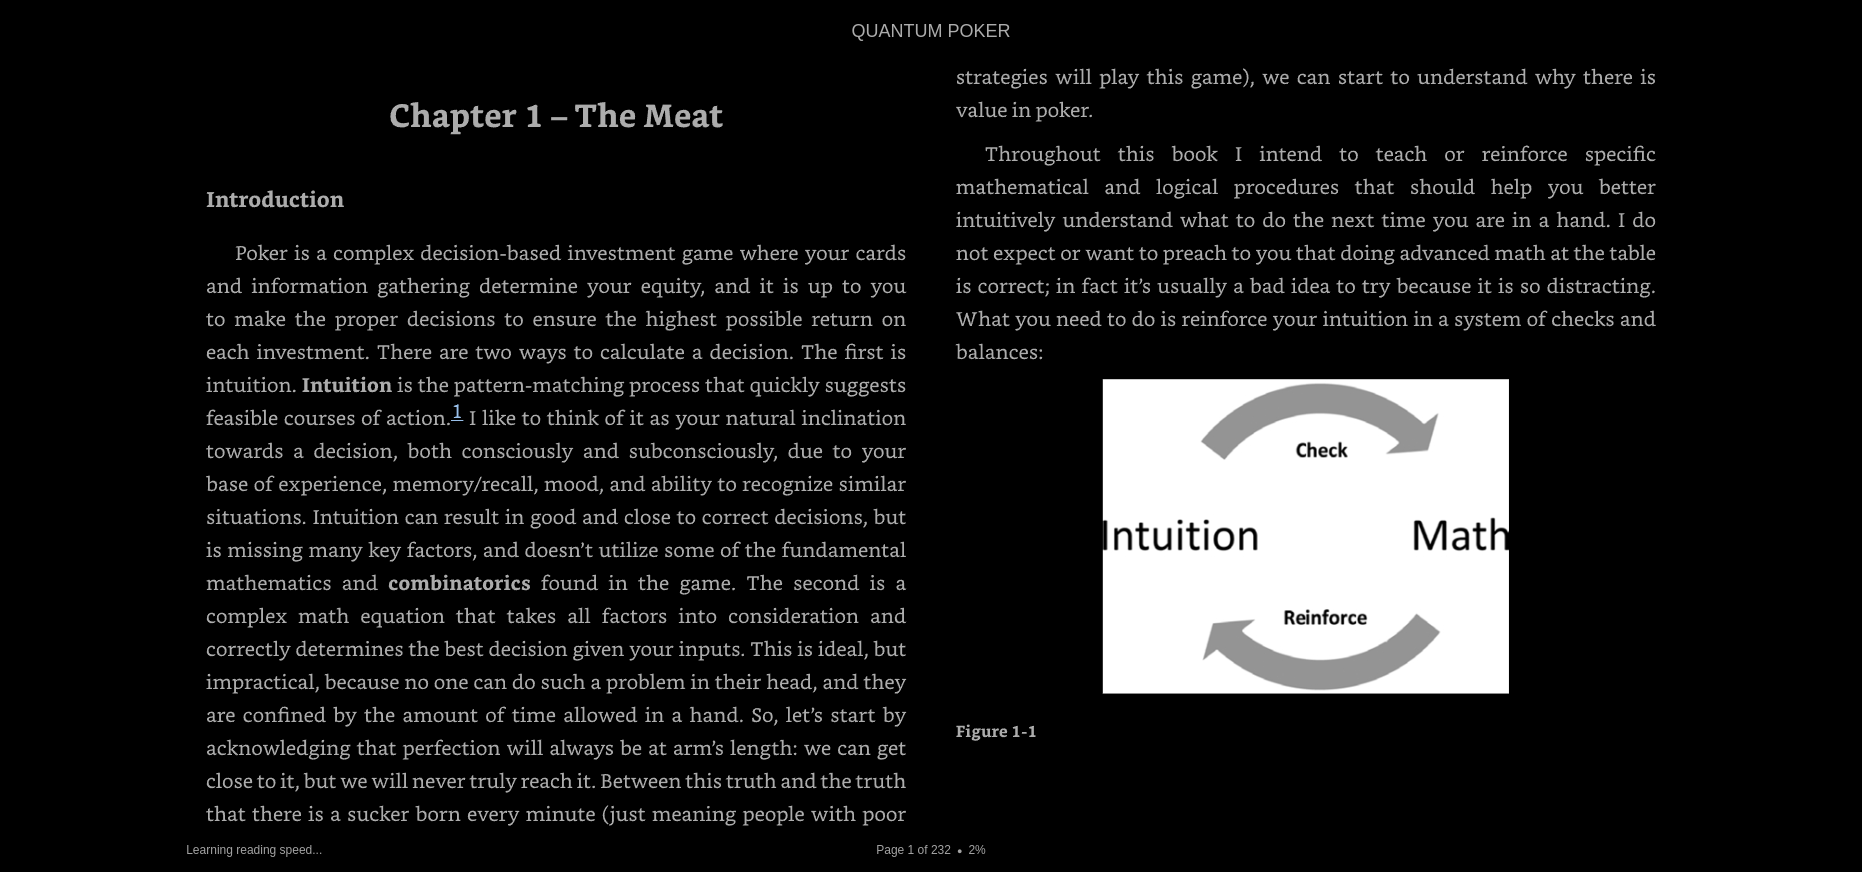 QUANTUM POKER
Chapter 1 – The Meat
Introduction
Poker is a complex decision-based investment game where your cards
and information gathering determine your equity, and it is up to you
to make the proper decisions to ensure the highest possible return on
each investment. There are two ways to calculate a decision. The first is
intuition. Intuition is the pattern-matching process that quickly suggests
feasible courses of action.1 I like to think of it as your natural inclination
towards a decision, both consciously and subconsciously, due to your
base of experience, memory/recall, mood, and ability to recognize similar
situations. Intuition can result in good and close to correct decisions, but
is missing many key factors, and doesn’t utilize some of the fundamental
mathematics and combinatorics found in the game. The second is a
complex math equation that takes all factors into consideration and
correctly determines the best decision given your inputs. This is ideal, but
impractical, because no one can do such a problem in their head, and they
are confined by the amount of time allowed in a hand. So, let’s start by
acknowledging that perfection will always be at arm’s length: we can get
close to it, but we will never truly reach it. Between this truth and the truth
that there is a sucker born every minute (just meaning people with poor
strategies will play this game), we can start to understand why there is
value in poker.
Throughout this book I intend to teach or reinforce specific
mathematical and logical procedures that should help you better
intuitively understand what to do the next time you are in a hand. I do
not expect or want to preach to you that doing advanced math at the table
is correct; in fact it’s usually a bad idea to try because it is so distracting.
What you need to do is reinforce your intuition in a system of checks and
balances:
Check
Intuition Math
Reinforce
Figure 1-1
Learning reading speed...
Page 1 of 232 • 2%